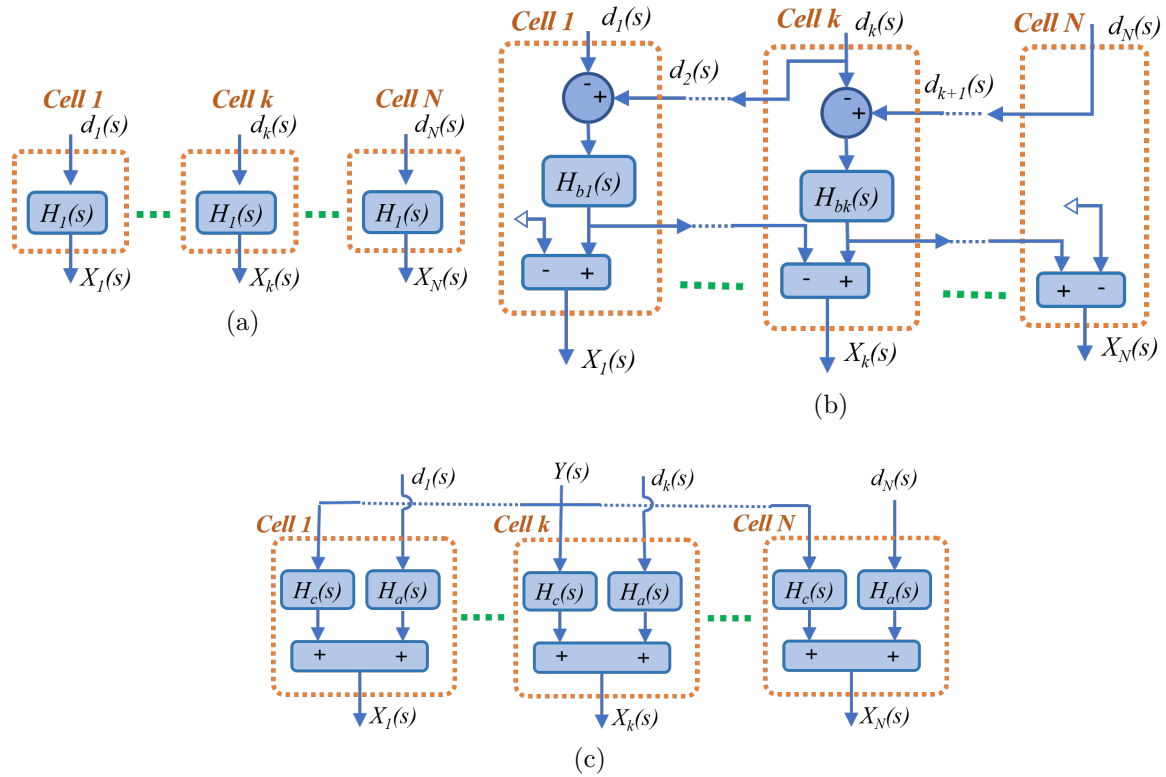 Cell 1 Cell k Cell N
d1(s) dk(s) dN(s)
H1(s) H1(s) H1(s)
X1(s) Xk(s) XN(s)
(a)
Cell 1 d1(s) Cell k dk(s) Cell N dN(s)
- + d2(s) - + dk+1(s)
Hb1(s) Hbk(s)
- + - + + -
X1(s) Xk(s) XN(s)
(b)
d1(s) Y(s) dk(s) dN(s)
Cell 1 Cell k Cell N
Hc(s) Ha(s) Hc(s) Ha(s) Hc(s) Ha(s)
+ + + + + +
X1(s) Xk(s) XN(s)
(c)